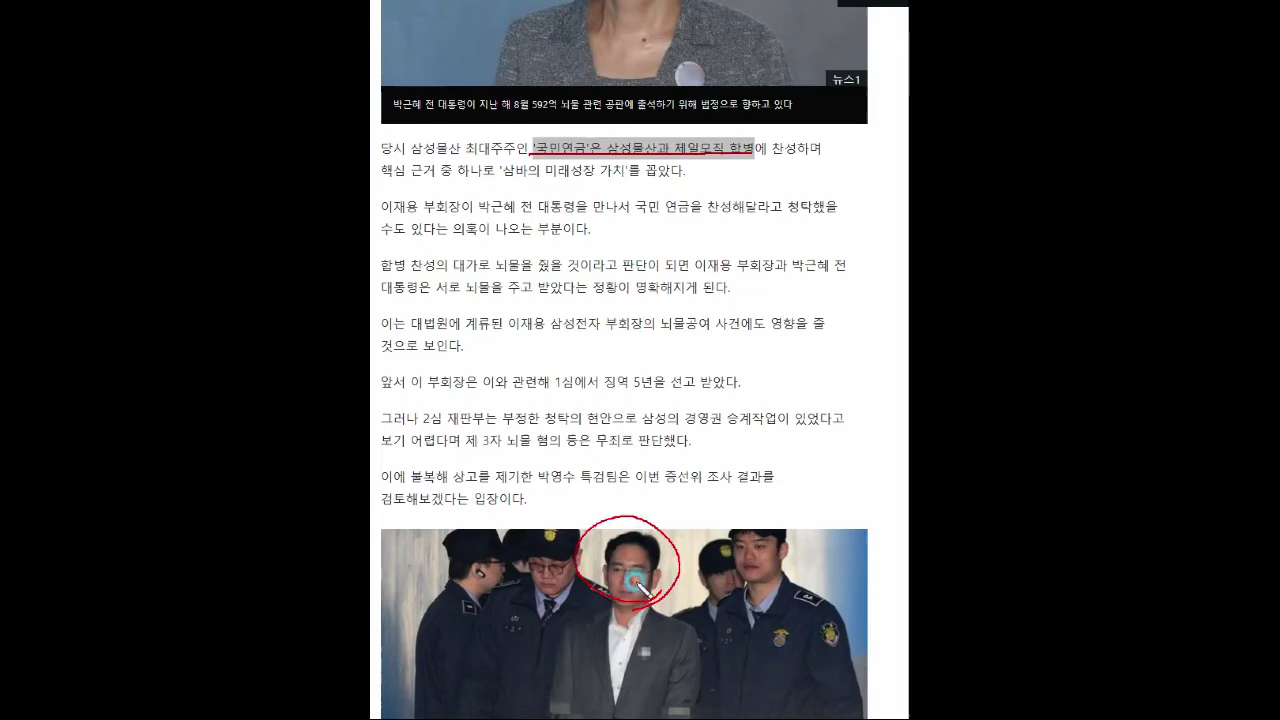 뉴스1
박근혜 전 대통령이 지난 해 8월 592억 뇌물 관련 공판에 출석하기 위해 법정으로 향하고 있다
당시 삼성물산 최대주주인 '국민연금'은 삼성물산과 제일모직 합병에 찬성하며
핵심 근거 중 하나로 '삼바의 미래성장 가치'를 꼽았다.
이재용 부회장이 박근혜 전 대통령을 만나서 국민 연금을 찬성해달라고 청탁했을
수도 있다는 의혹이 나오는 부분이다.
합병 찬성의 대가로 뇌물을 줬을 것이라고 판단이 되면 이재용 부회장과 박근혜 전
대통령은 서로 뇌물을 주고 받았다는 정황이 명확해지게 된다.
이는 대법원에 계류된 이재용 삼성전자 부회장의 뇌물공여 사건에도 영향을 줄
것으로 보인다.
앞서 이 부회장은 이와 관련해 1심에서 징역 5년을 선고 받았다.
그러나 2심 재판부는 부정한 청탁의 현안으로 삼성의 경영권 승계작업이 있었다고
보기 어렵다며 제 3자 뇌물 혐의 등은 무죄로 판단했다.
이에 불복해 상고를 제기한 박영수 특검팀은 이번 증선위 조사 결과를
검토해보겠다는 입장이다.